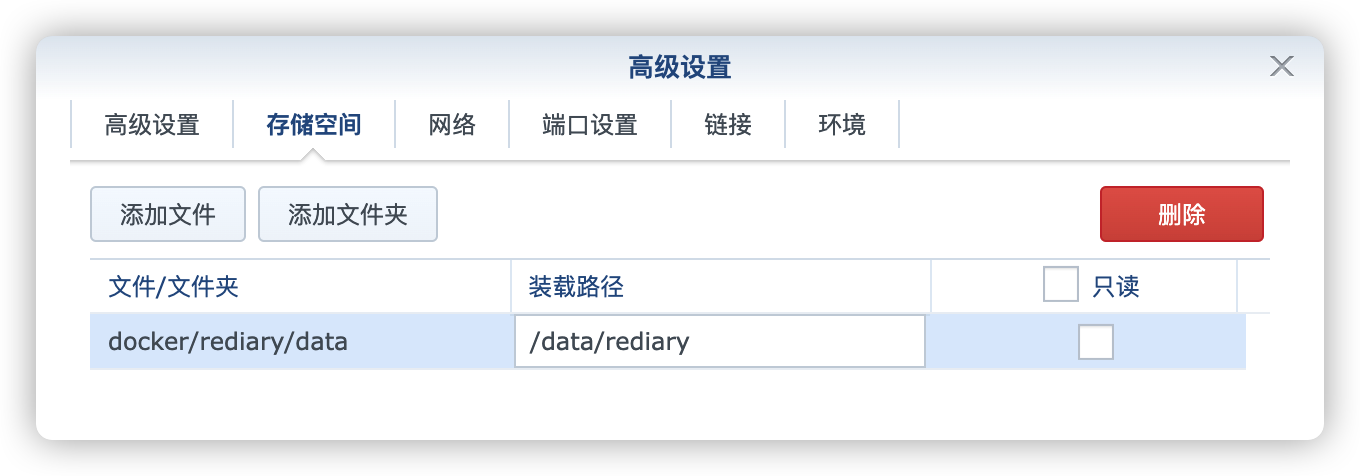 高级设置
高级设置 存储空间 网络 端口设置 链接 环境
添加文件 添加文件夹 删除
文件/文件夹 装载路径 只读
docker/rediary/data /data/rediary